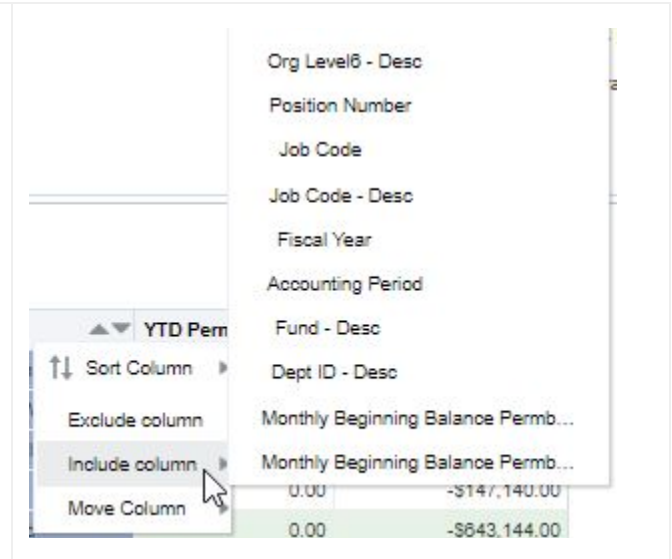 Org Level6 - Desc
Position Number
Job Code
Job Code - Desc
Fiscal Year
Accounting Period
Fund - Desc
Dept ID - Desc
Monthly Beginning Balance Permb...
Monthly Beginning Balance Permb...
YTD Perm
Sort Column
Exclude column
Include column
Move Column
0.00 -$147,140.00
0.00 -$643,144.00